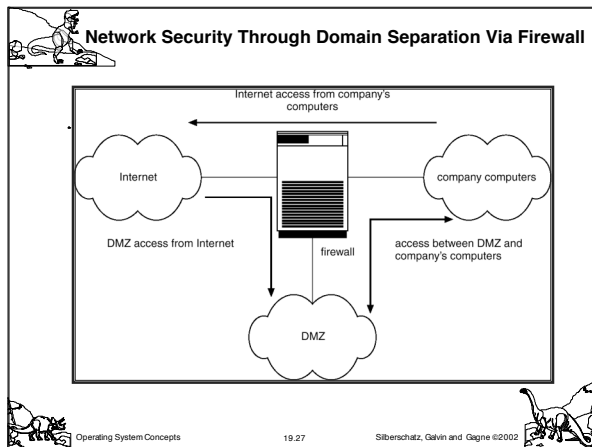 Network Security Through Domain Separation Via Firewall
Internet access from company's
computers
Internet
company computers
DMZ access from Internet
firewall
access between DMZ and
company's computers
DMZ
Operating System Concepts
19.27
Silberschatz, Galvin and Gagne ©2002